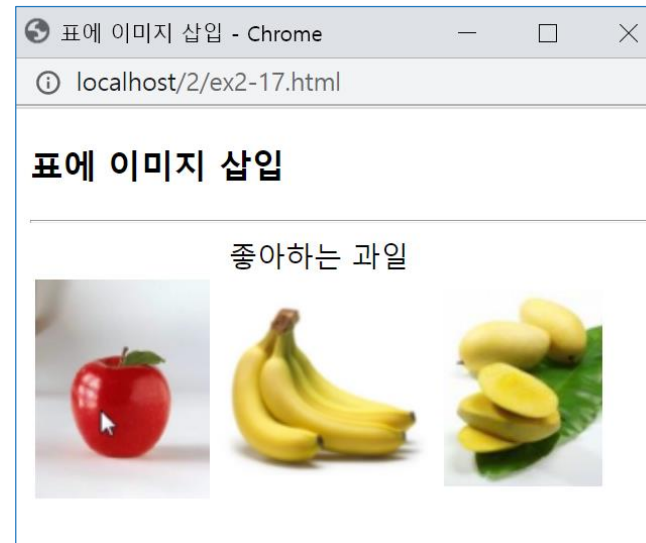 표에 이미지 삽입 - Chrome
localhost/2/ex2-17.html
표에 이미지 삽입
좋아하는 과일